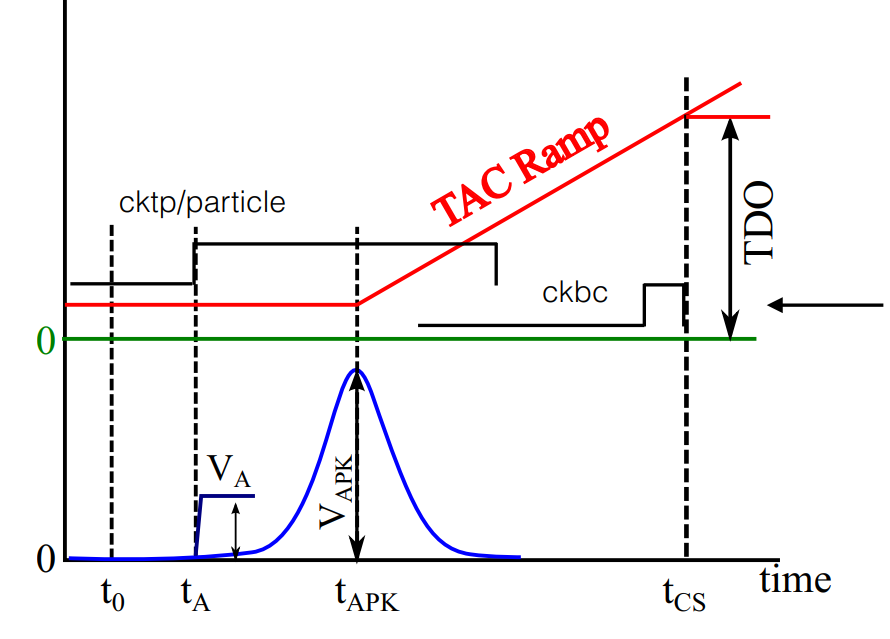 cktp/particle
TAC Ramp
TDO
ckbc
0
V_A
V_APK
0
t_0
t_A
t_APK
t_CS
time